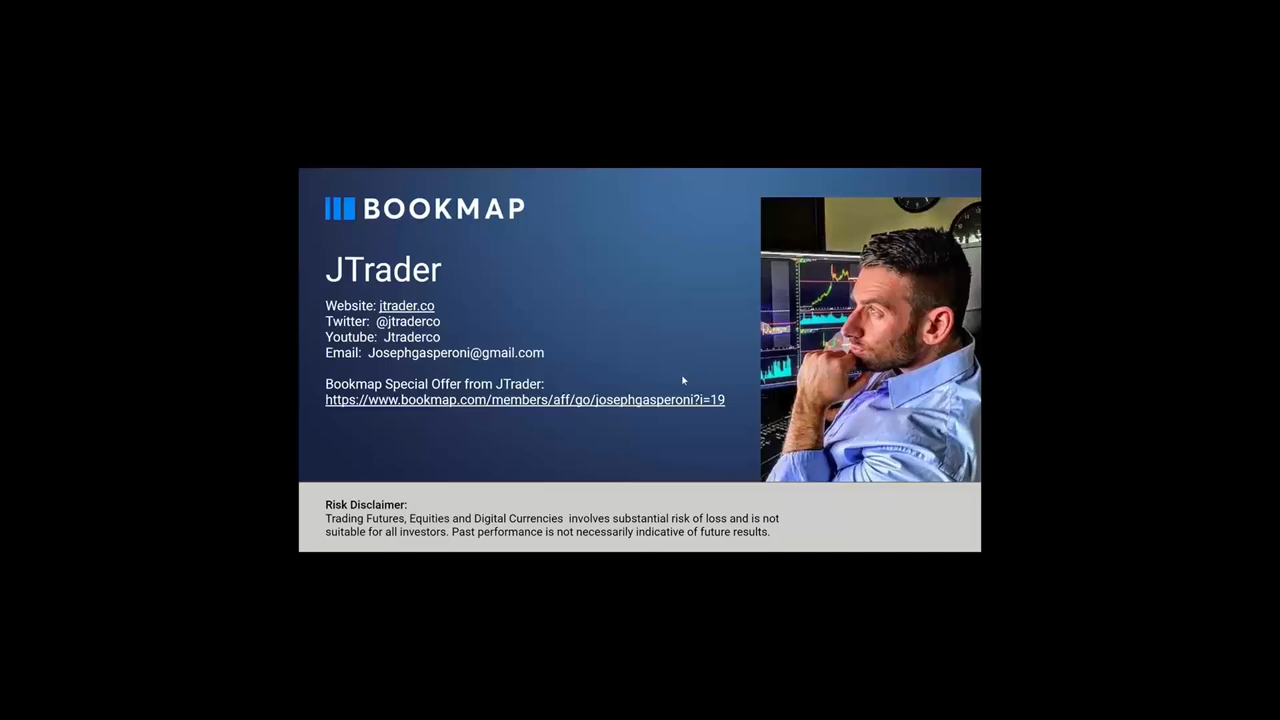 BOOKMAP
JTrader
Website: jtrader.co
Twitter: @jtraderco
Youtube: Jtraderco
Email: Josephgasperoni@gmail.com
Bookmap Special Offer from JTrader:
https://www.bookmap.com/members/aff/go/josephgasperoni?i=19
Risk Disclaimer:
Trading Futures, Equities and Digital Currencies involves substantial risk of loss and is not
suitable for all investors. Past performance is not necessarily indicative of future results.